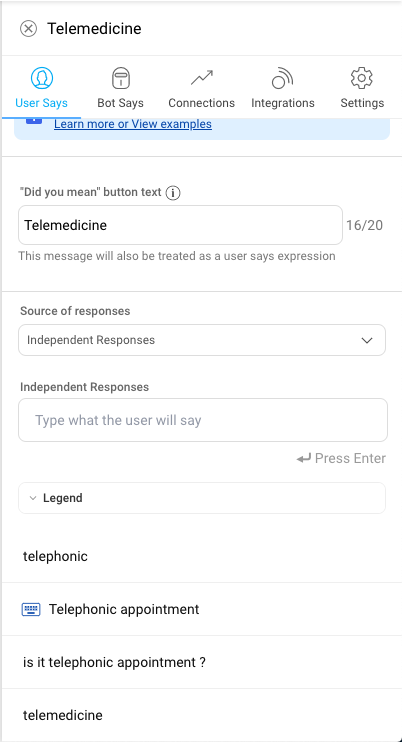 Telemedicine
User Says
Bot Says
Connections
Integrations
Settings
Learn more or View examples
"Did you mean" button text
Telemedicine
16/20
This message will also be treated as a user says expression
Source of responses
Independent Responses
Independent Responses
Type what the user will say
Press Enter
Legend
telephonic
Telephonic appointment
is it telephonic appointment ?
telemedicine